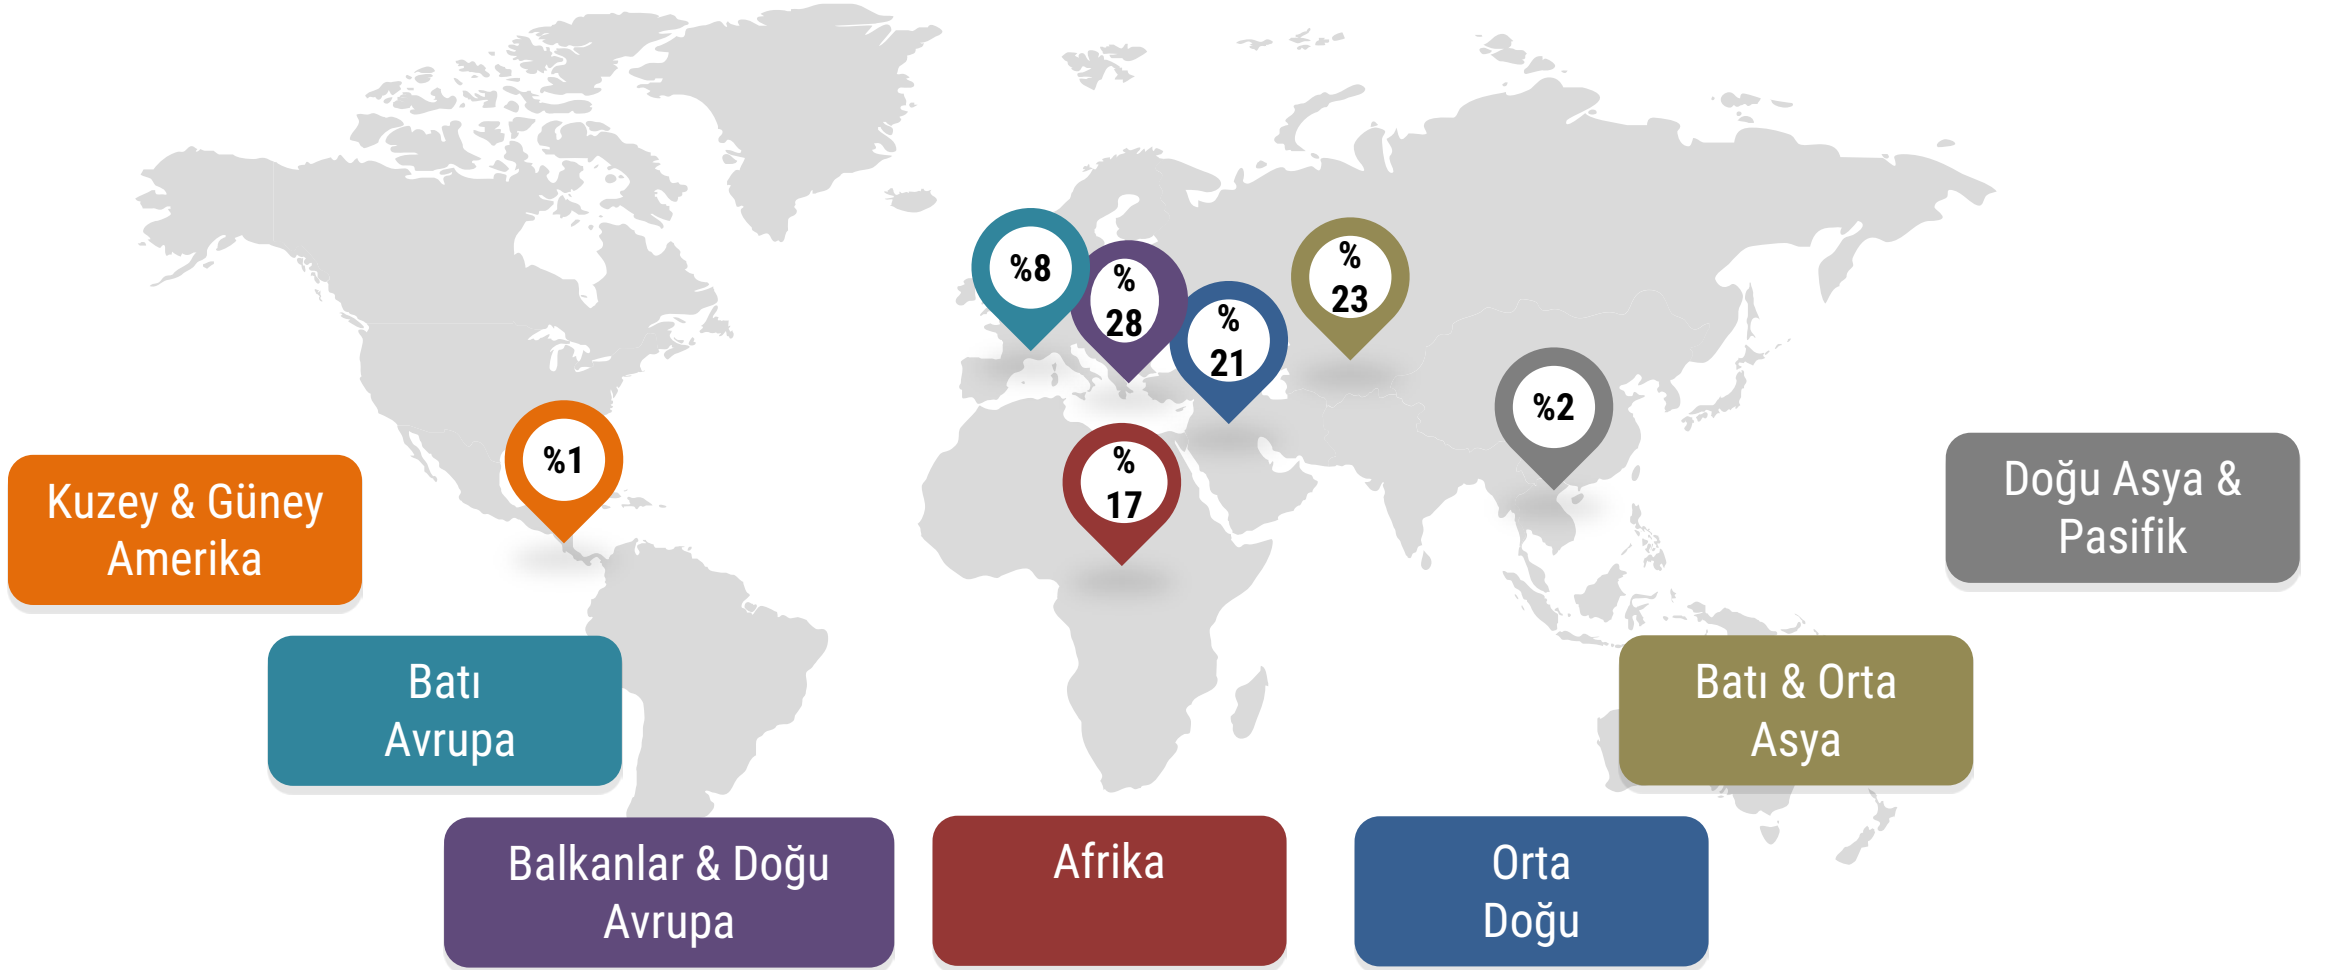 %8
%
28
%
21
%
23
%2
%1
%
17
Kuzey & Güney
Amerika
Doğu Asya &
Pasifik
Batı
Avrupa
Batı & Orta
Asya
Balkanlar & Doğu
Avrupa
Afrika
Orta
Doğu